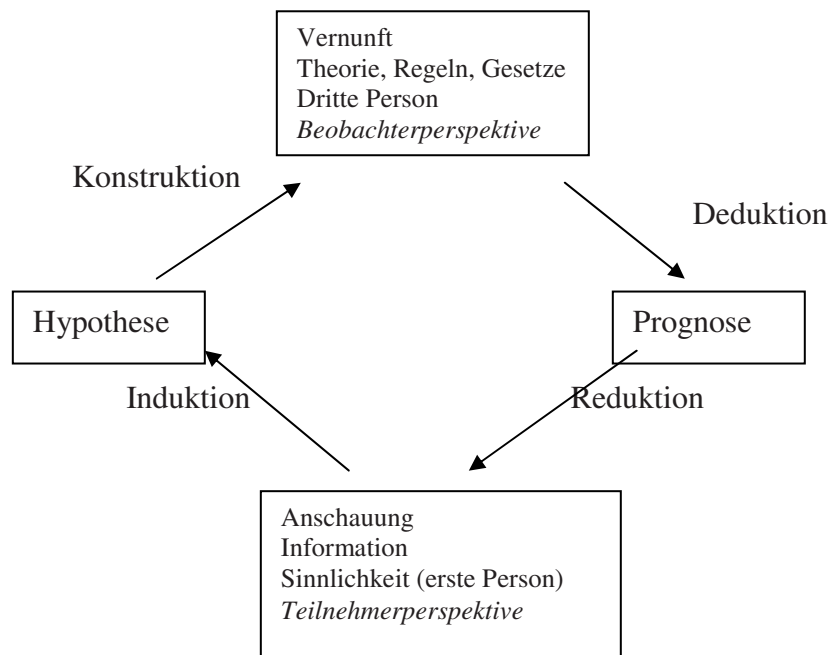 Vernunft
Theorie, Regeln, Gesetze
Dritte Person
Beobachterperspektive
Konstruktion
Deduktion
Hypothese
Prognose
Induktion
Reduktion
Anschauung
Information
Sinnlichkeit (erste Person)
Teilnehmerperspektive